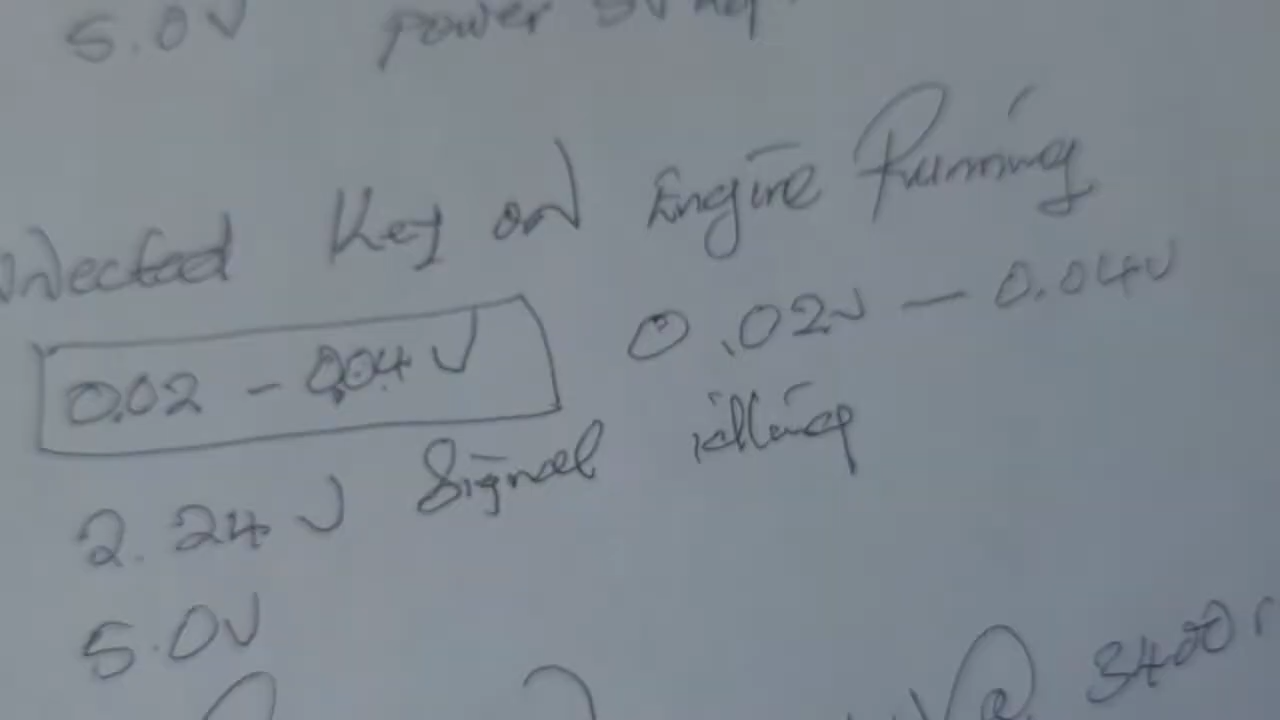 5.0V power
Key on Engine Running
0.02 - 0.04 V 0.02V - 0.04V
2.24 V Signal idling
5.0V
3400